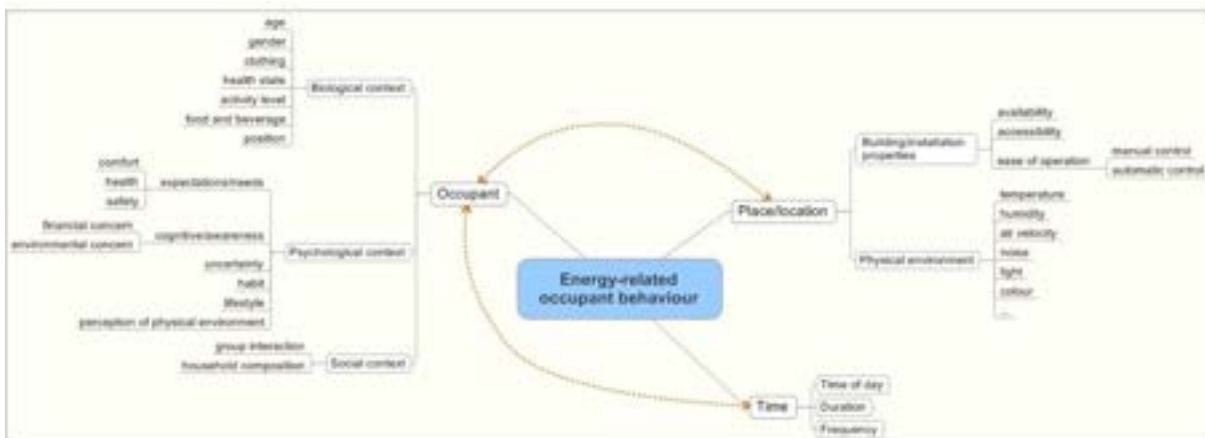 age
gender
clothing
health state
activity level
food and beverage
position
Biological context
comfort
health
safety
expectations/needs
financial concern
environmental concern
cognitive/awareness
uncertainty
habit
lifestyle
perception of physical environment
Psychological context
group interaction
household composition
Social context
Occupant
Energy-related
occupant behaviour
Place/location
Building/installation
properties
availability
accessibility
ease of operation
manual control
automatic control
Physical environment
temperature
humidity
air velocity
noise
light
colour
...
Time
Time of day
Duration
Frequency